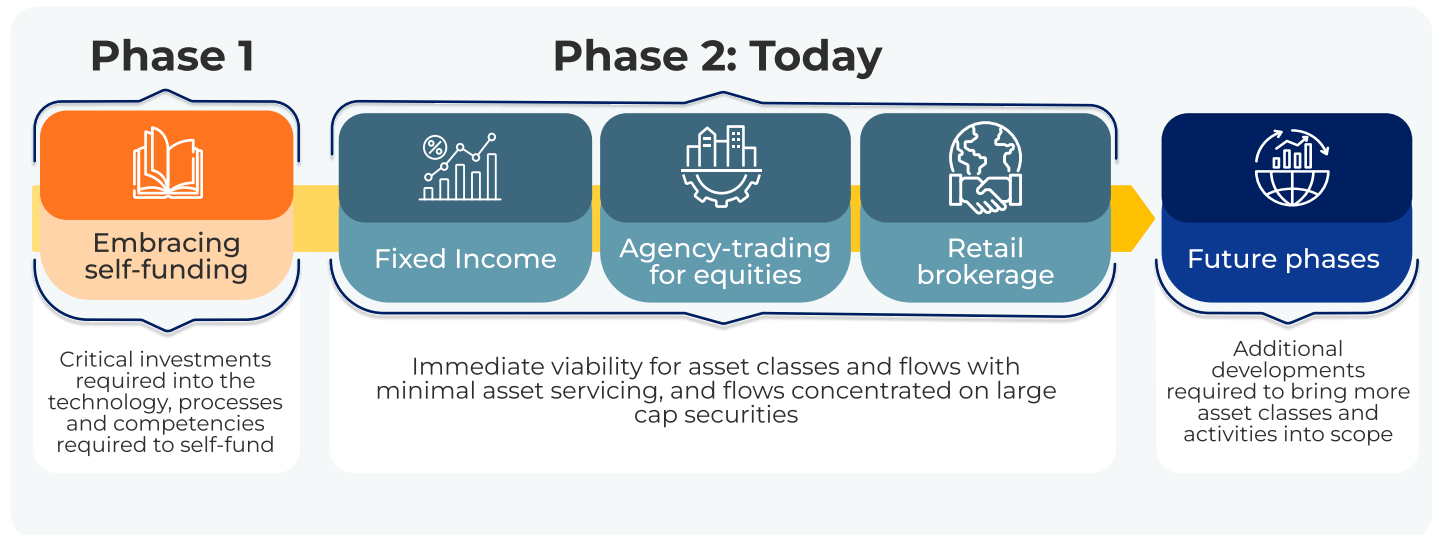 Phase 1
Embracing
self-funding
Critical investments
required into the
technology, processes
and competencies
required to self-fund
Phase 2: Today
%
Fixed Income
Agency-trading
for equities
Retail
brokerage
Immediate viability for asset classes and flows with
minimal asset servicing, and flows concentrated on large
cap securities
Future phases
Additional
developments
required to bring more
asset classes and
activities into scope